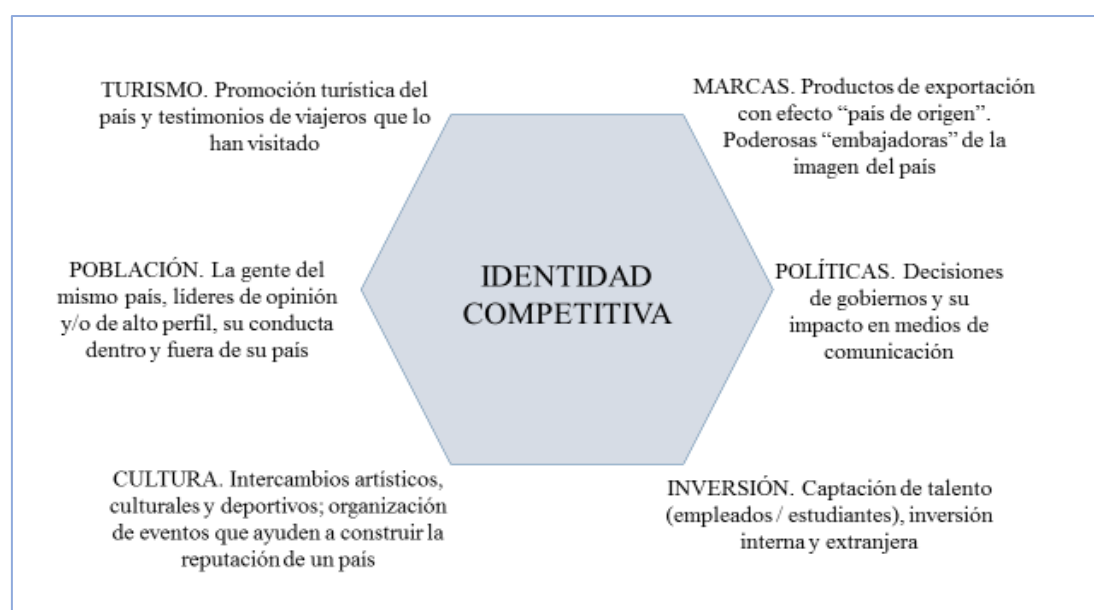 TURISMO. Promoción turística del
país y testimonios de viajeros que lo
han visitado
MARCAS. Productos de exportación
con efecto “país de origen”.
Poderosas “embajadoras” de la
imagen del país
POBLACIÓN. La gente del
mismo país, líderes de opinión
y/o de alto perfil, su conducta
dentro y fuera de su país
IDENTIDAD
COMPETITIVA
POLÍTICAS. Decisiones
de gobiernos y su
impacto en medios de
comunicación
CULTURA. Intercambios artísticos,
culturales y deportivos; organización
de eventos que ayuden a construir la
reputación de un país
INVERSIÓN. Captación de talento
(empleados / estudiantes), inversión
interna y extranjera